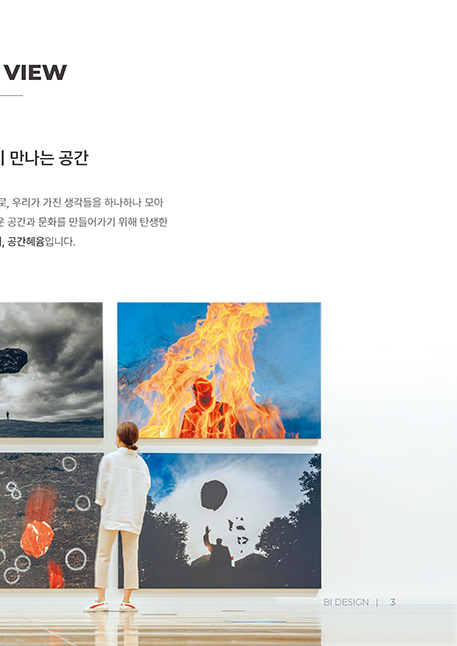 VIEW
만나는 공간
로, 우리가 가진 생각들을 하나하나 모아
공간과 문화를 만들어가기 위해 탄생한
공간혜윰입니다.
BI DESIGN | 3